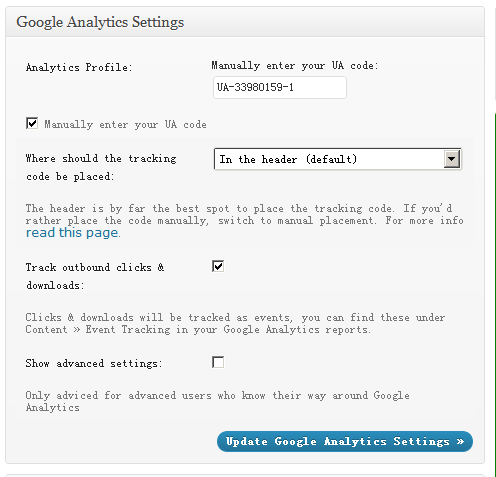 Google Analytics Settings
Analytics Profile:
Manually enter your UA code:
UA-33980159-1
Manually enter your UA code
Where should the tracking
code be placed:
In the header (default)
The header is by far the best spot to place the tracking code. If you'd
rather place the code manually, switch to manual placement. For more info
read this page.
Track outbound clicks &
downloads:
Clicks & downloads will be tracked as events, you can find these under
Content » Event Tracking in your Google Analytics reports.
Show advanced settings:
Only adviced for advanced users who know their way around Google
Analytics
Update Google Analytics Settings »